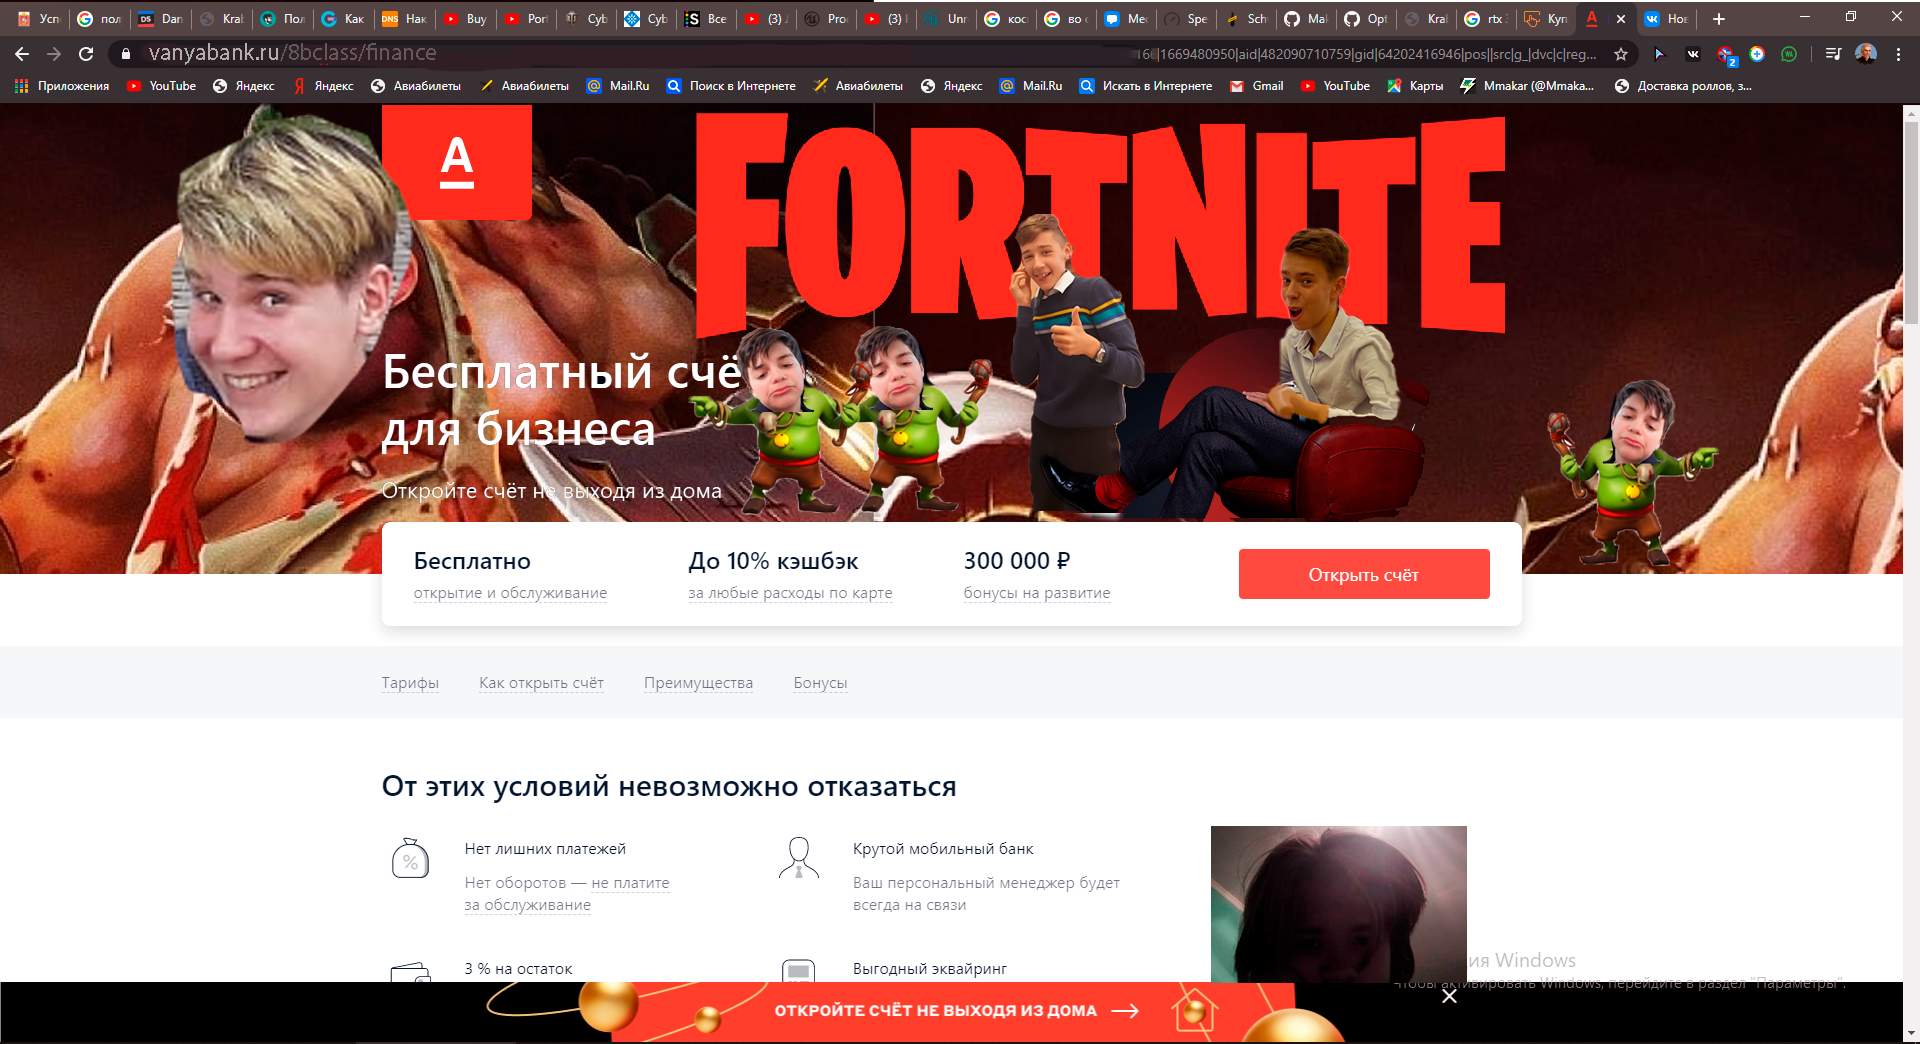 Усп
пол
Dan
Kral
Пол
Как
Нак
Buy
Port
Cyb
Cyb
Все
(3)
Proc
(3)
Unr
кос
во
Мес
Spe
Sch
Mal
Opt
Kral
rtx
Куп
Нов
vanyabank.ru/8bclass/finance
|1669480950|aid|482090710759|gid|64202416946|pos||src|g_|dvc|c|reg...
Приложения
YouTube
Яндекс
Яндекс
Авиабилеты
Авиабилеты
Mail.Ru
Поиск в Интернете
Авиабилеты
Яндекс
Mail.Ru
Искать в Интернете
Gmail
YouTube
Карты
Mmakar (@Mmaka...
Доставка роллов, з...
А
FORTNITE
Бесплатный счё
для бизнеса
Откройте счёт не выходя из дома
Бесплатно
открытие и обслуживание
До 10% кэшбэк
за любые расходы по карте
300 000 ₽
бонусы на развитие
Открыть счёт
Тарифы
Как открыть счёт
Преимущества
Бонусы
От этих условий невозможно отказаться
Нет лишних платежей
Нет оборотов — не платите
за обслуживание
Крутой мобильный банк
Ваш персональный менеджер будет
всегда на связи
3 % на остаток
Выгодный эквайринг
ия Windows
чтобы активировать Windows, перейдите в раздел "Параметры".
ОТКРОЙТЕ СЧЁТ НЕ ВЫХОДЯ ИЗ ДОМА